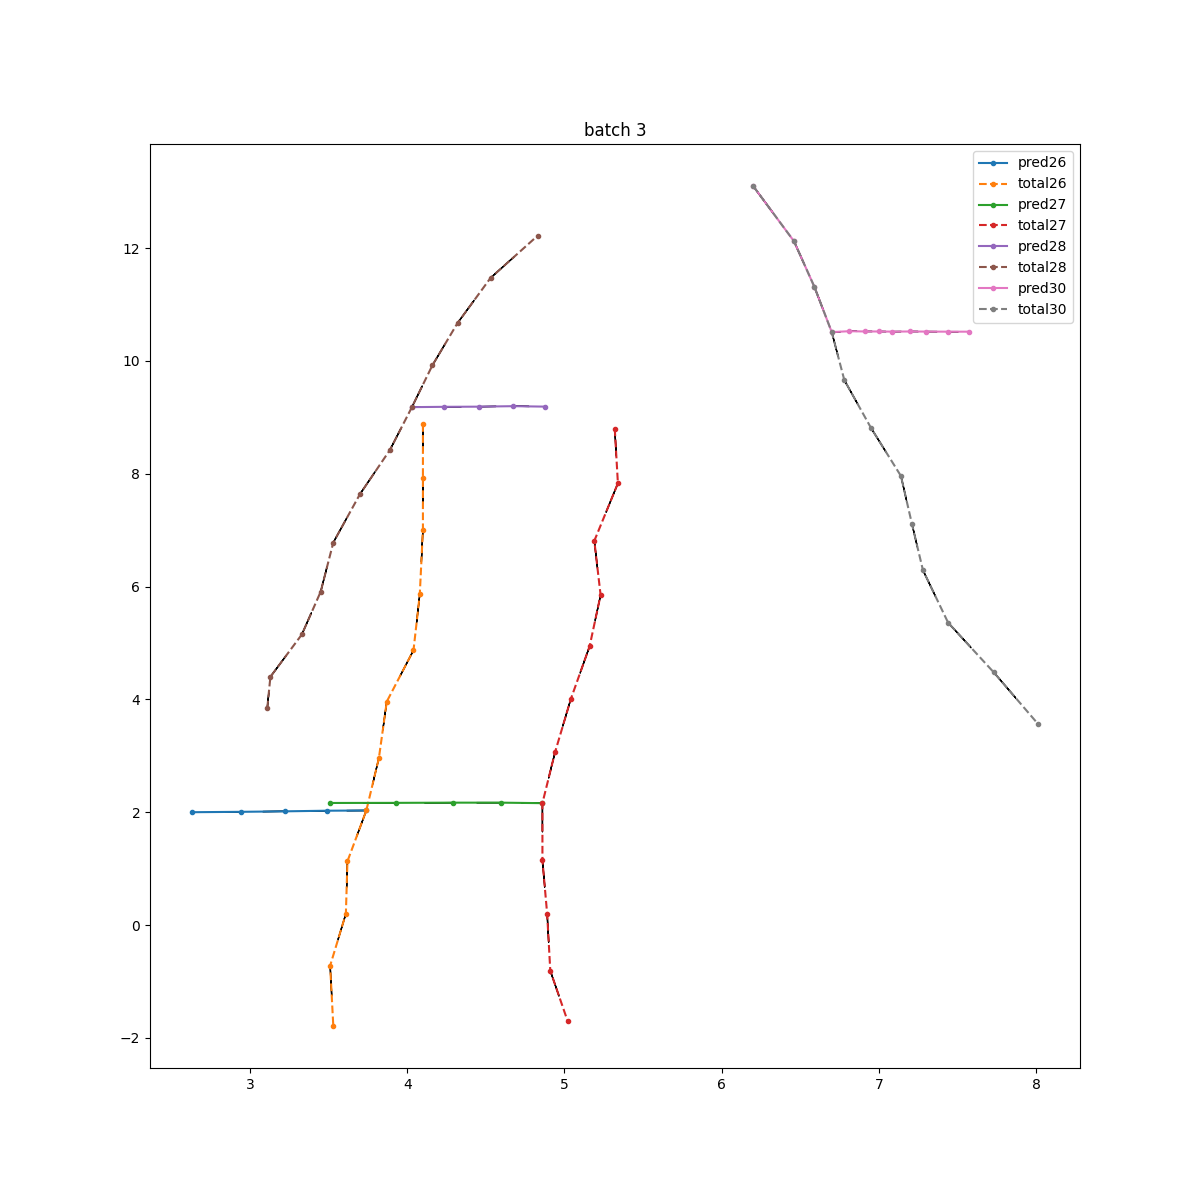 batch 3
pred26
total26
pred27
total27
pred28
total28
pred30
total30
12
10
8
6
4
2
0
−2
3 4 5 6 7 8